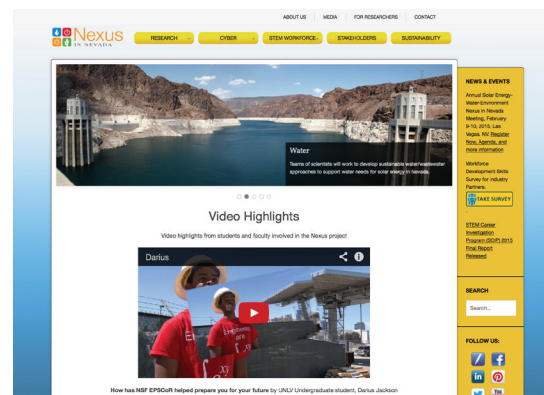 ABOUT US
MEDIA
FOR RESEARCHERS
CONTACT
Nexus
IN NEVADA
RESEARCH
CYBER
STEM WORKFORCE
STAKEHOLDERS
SUSTAINABILITY
Water
Teams of scientists will work to develop sustainable water/wastewater
approaches to support water needs for solar energy in Nevada.
Video Highlights
Video highlights from students and faculty involved in the Nexus project
Darius
How has NSF EPSCoR helped prepare you for your future by UNLV Undergraduate student, Darius Jackson
NEWS & EVENTS
Annual Solar Energy-
Water-Environment
Nexus in Nevada
Meeting, February
9-10, 2015, Las
Vegas, NV. Register
Now, Agenda, and
more information
Workforce
Development Skills
Survey for Industry
Partners.
TAKE SURVEY
STEM Career
Investigation
Program (SCIP) 2015
Final Report
Released
SEARCH
Search...
FOLLOW US:
in
You